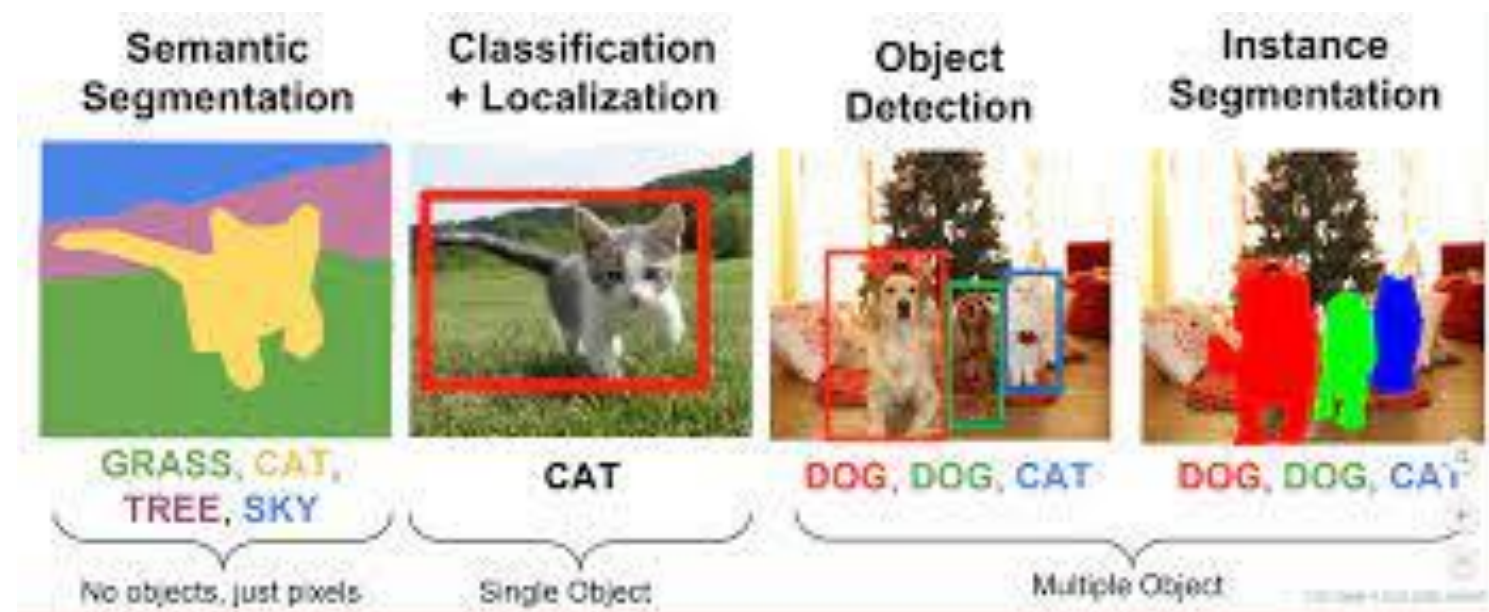 Semantic
Segmentation
Classification
+ Localization
Object
Detection
Instance
Segmentation
GRASS, CAT,
TREE, SKY
CAT
DOG, DOG, CAT
DOG, DOG, CAT
No objects, just pixels
Single Object
Multiple Object